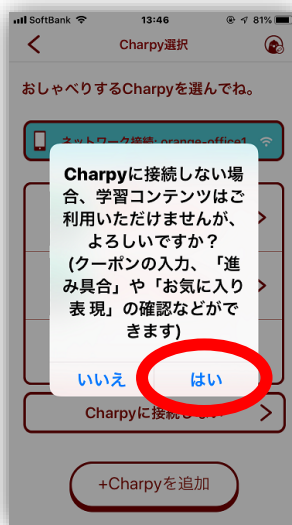 SoftBank 13:46 81%
Charpy選択
おしゃべりするCharpyを選んでね。
ネットワーク接続: orange-office1
Charpyに接続しない場
合、学習コンテンツはご
利用いただけませんが、
よろしいですか？
(クーポンの入力、「進
み具合」や「お気に入り
表 現」の確認などがで
きます)
いいえ はい
Charpyに接続しない
+Charpyを追加